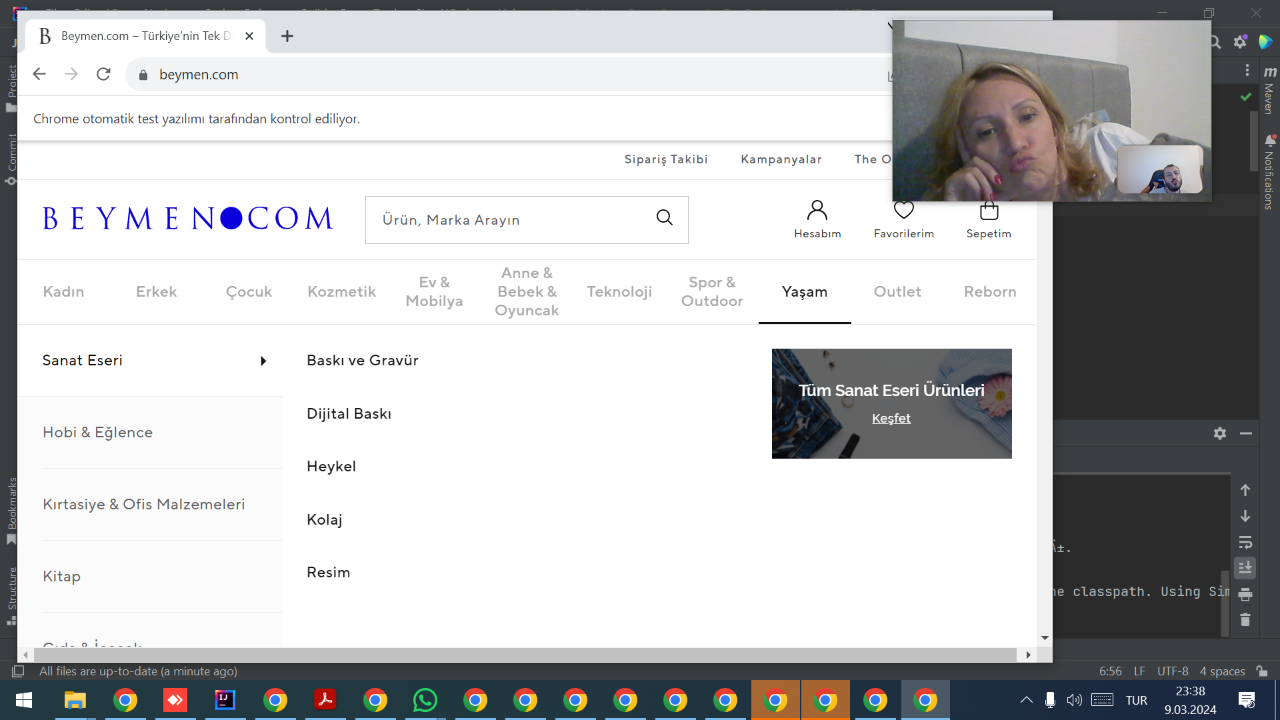 Beymen.com – Türkiye'nin Tek D
beymen.com
Chrome otomatik test yazılımı tarafından kontrol ediliyor.
Sipariş Takibi
Kampanyalar
The O
BEYMEN COM
Ürün, Marka Arayın
Hesabım
Favorilerim
Sepetim
Kadın
Erkek
Çocuk
Kozmetik
Ev &
Mobilya
Anne &
Bebek &
Oyuncak
Teknoloji
Spor &
Outdoor
Yaşam
Outlet
Reborn
Sanat Eseri
Hobi & Eğlence
Kırtasiye & Ofis Malzemeleri
Kitap
Baskı ve Gravür
Dijital Baskı
Heykel
Kolaj
Resim
Tüm Sanat Eseri Ürünleri
Keşfet
Project
Commit
Bookmarks
Structure
Maven
Notifications
ı.
e classpath. Using Sim
All files are up-to-date (a minute ago)
6:56 LF UTF-8 4 spaces
TUR
23:38
9.03.2024